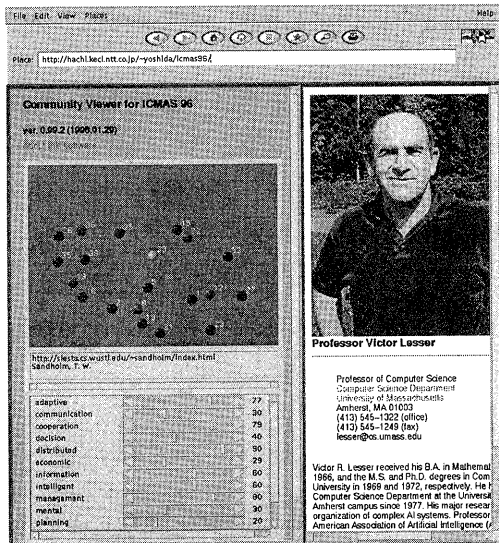 File Edit View Places Help
Place: http://hachi.kecl.ntt.co.jp/~yoshida/icmas96/
Community Viewer for ICMAS 96
ver. 0.99.2 (1996.01.29)
http://siesta.cs.wustl.edu/~sandholm/index.html
Sandholm, T. W.
adaptive 27
communication 30
cooperation 79
decision 40
distributed 30
economic 29
information 60
intelligent 60
management 90
mental 30
planning 20
Professor Victor Lesser
Professor of Computer Science
Computer Science Department
University of Massachusetts
Amherst, MA 01003
(413) 545-1322 (office)
(413) 545-1249 (fax)
lesser@cs.umass.edu
Victor R. Lesser received his B.A. in Mathemat
1966, and the M.S. and Ph.D. degrees in Com
University in 1969 and 1972, respectively. He h
Computer Science Department at the Universit
Amherst campus since 1977. His major resear
organization of complex AI systems. Professor
American Association of Artificial Intelligence (